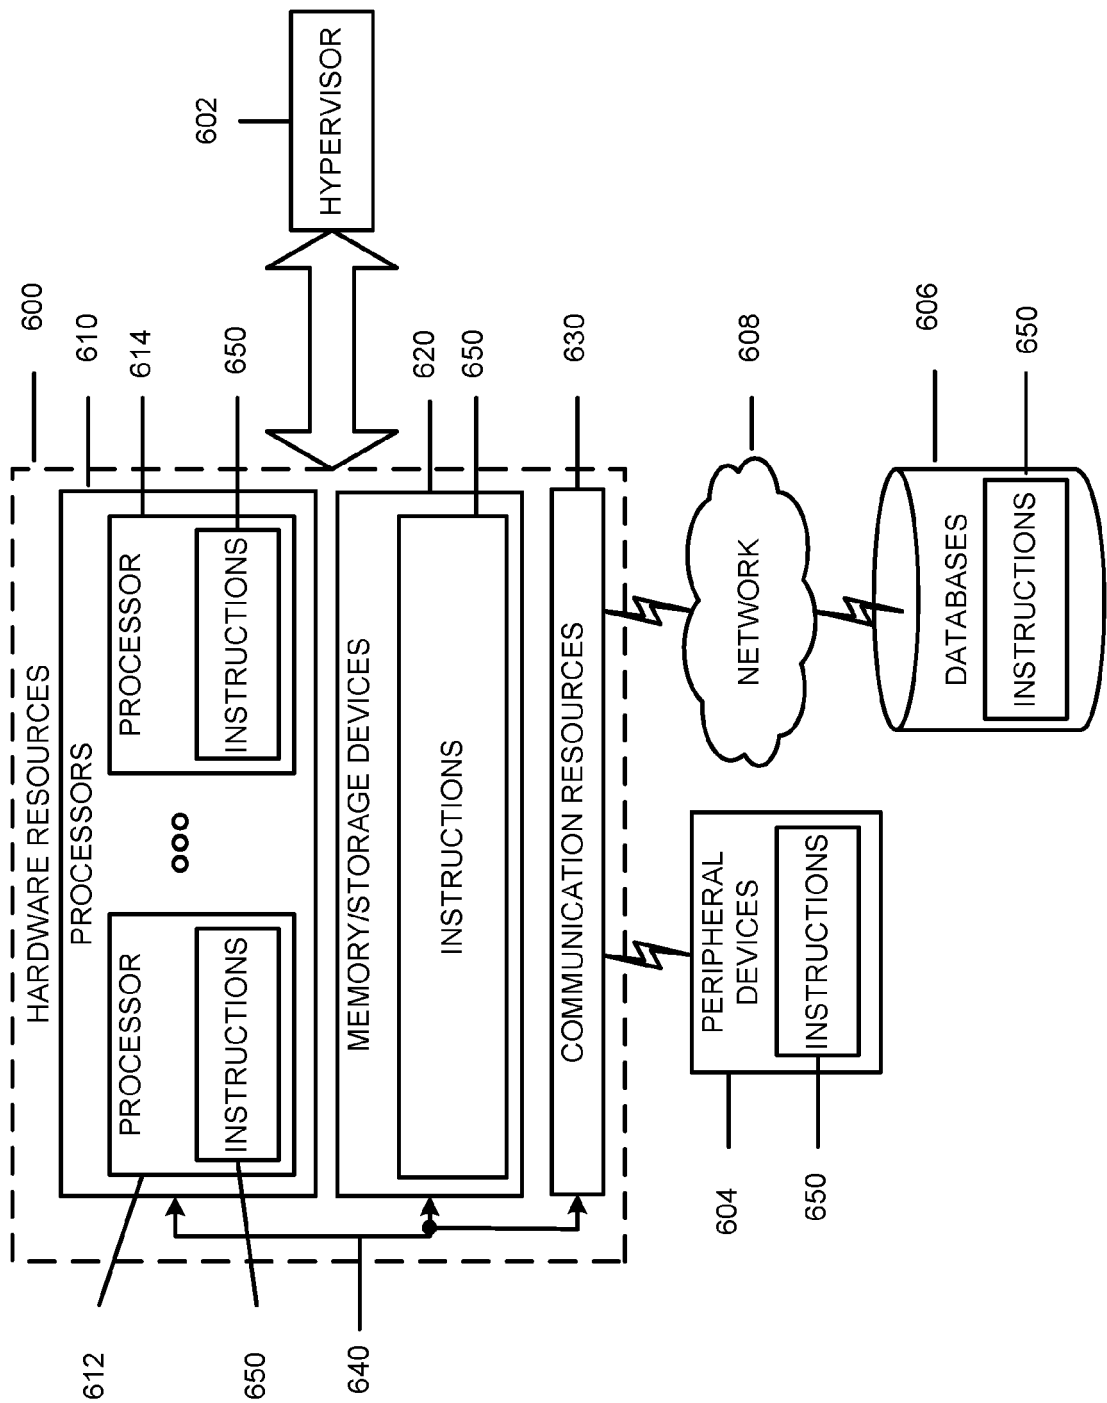 HARDWARE RESOURCES
600
PROCESSORS
610
PROCESSOR
612
INSTRUCTIONS
650
PROCESSOR
614
INSTRUCTIONS
650
HYPERVISOR
602
MEMORY/STORAGE DEVICES
620
INSTRUCTIONS
650
640
COMMUNICATION RESOURCES
630
PERIPHERAL
DEVICES
604
INSTRUCTIONS
650
NETWORK
608
DATABASES
606
INSTRUCTIONS
650